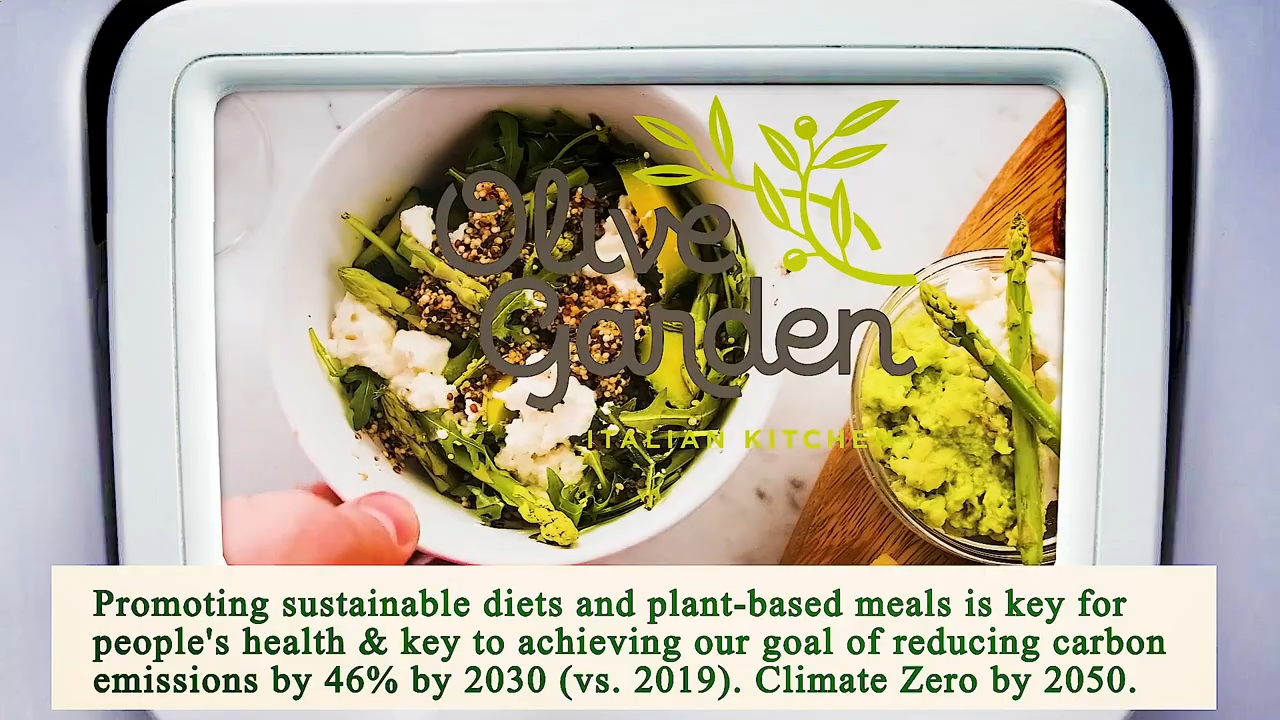 Olive
Garden
ITALIAN KITCHEN
Promoting sustainable diets and plant-based meals is key for
people's health & key to achieving our goal of reducing carbon
emissions by 46% by 2030 (vs. 2019). Climate Zero by 2050.